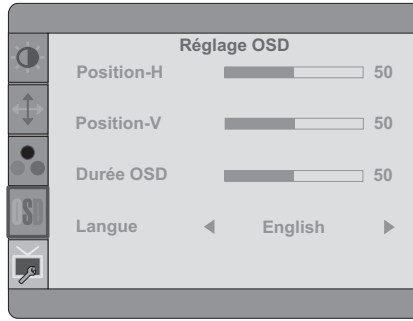 Réglage OSD
Position-H 50
Position-V 50
Durée OSD 50
OSD
Langue English